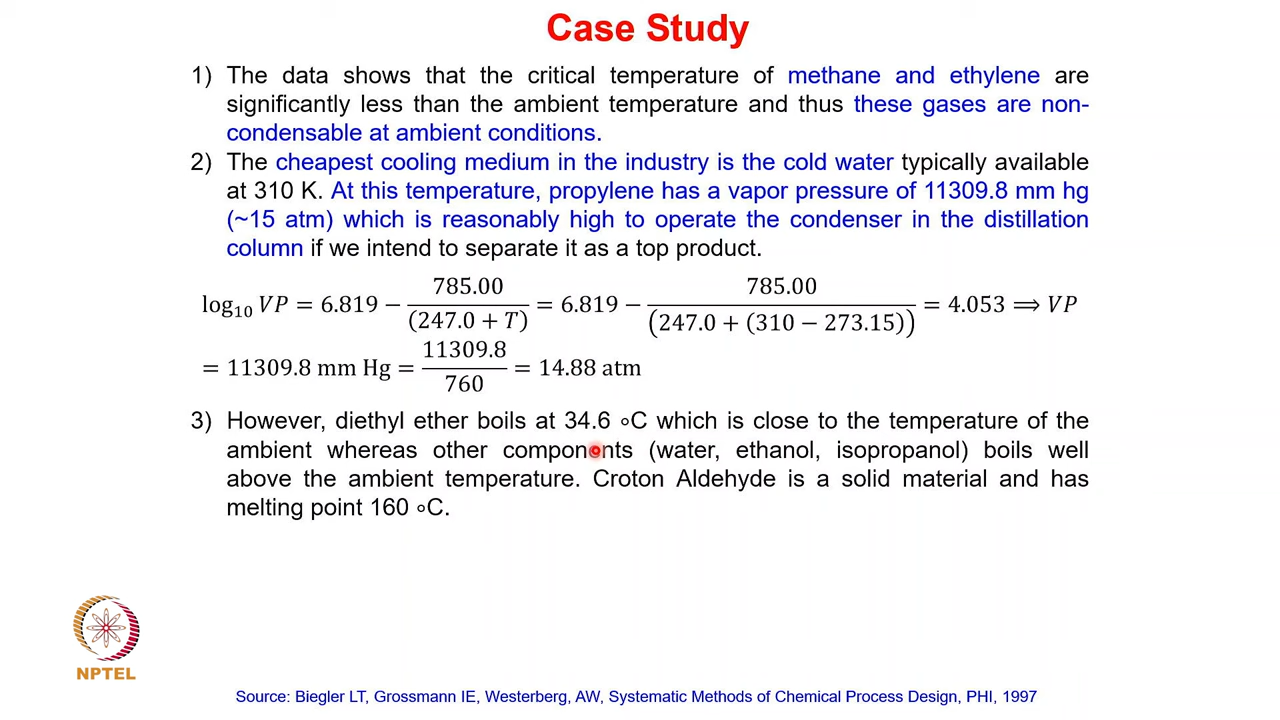 Case Study
1) The data shows that the critical temperature of methane and ethylene are
significantly less than the ambient temperature and thus these gases are non-
condensable at ambient conditions.
2) The cheapest cooling medium in the industry is the cold water typically available
at 310 K. At this temperature, propylene has a vapor pressure of 11309.8 mm hg
(~15 atm) which is reasonably high to operate the condenser in the distillation
column if we intend to separate it as a top product.
log₁₀ VP = 6.819 − 785.00/(247.0 + T) = 6.819 − 785.00/(247.0 + (310 − 273.15)) = 4.053 ⟹ VP
= 11309.8 mm Hg = 11309.8/760 = 14.88 atm
3) However, diethyl ether boils at 34.6 ∘C which is close to the temperature of the
ambient whereas other components (water, ethanol, isopropanol) boils well
above the ambient temperature. Croton Aldehyde is a solid material and has
melting point 160 ∘C.
NPTEL
Source: Biegler LT, Grossmann IE, Westerberg, AW, Systematic Methods of Chemical Process Design, PHI, 1997